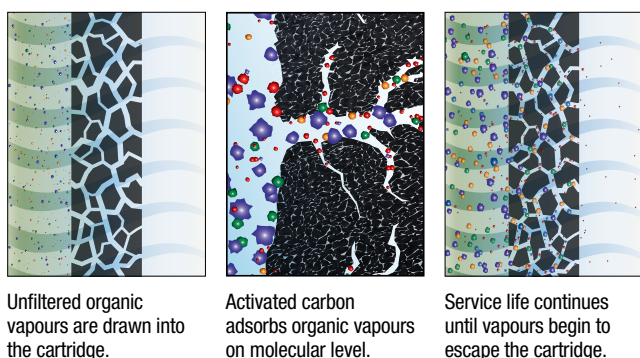 Unfiltered organic
vapours are drawn into
the cartridge.
Activated carbon
adsorbs organic vapours
on molecular level.
Service life continues
until vapours begin to
escape the cartridge.